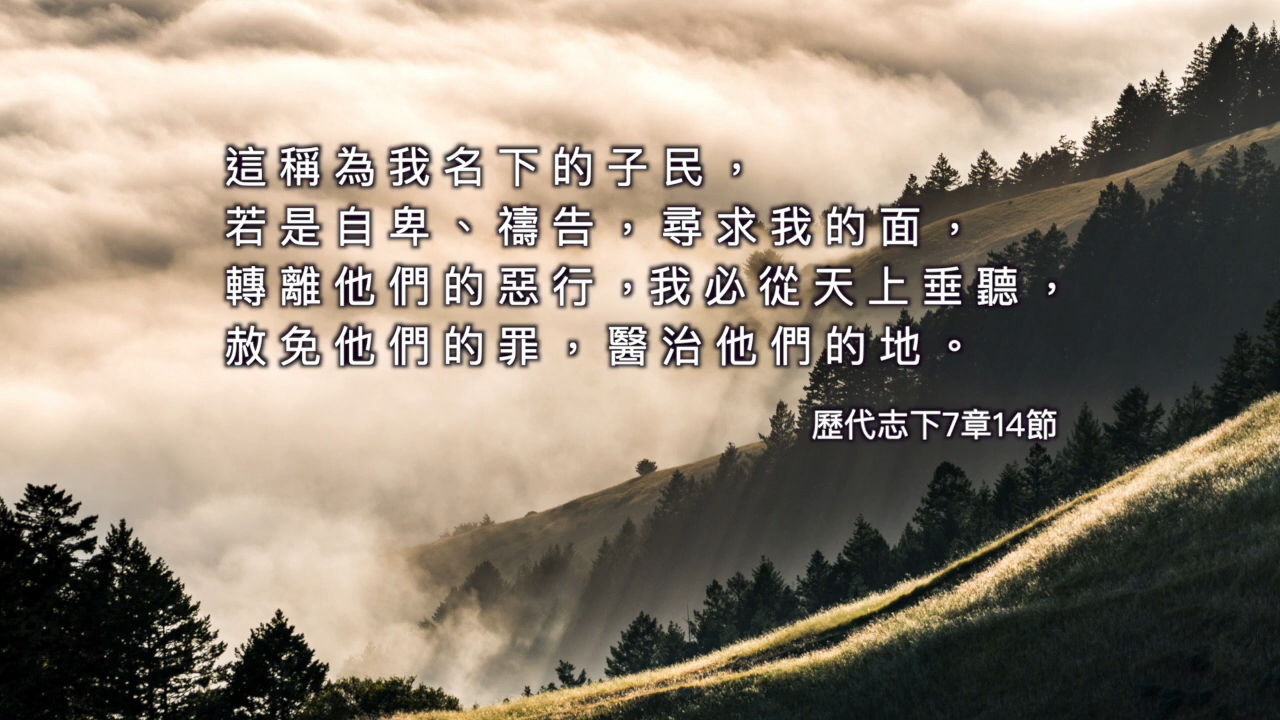 這稱為我名下的子民，
若是自卑、禱告，尋求我的面，
轉離他們的惡行，我必從天上垂聽，
赦免他們的罪，醫治他們的地。
歷代志下7章14節